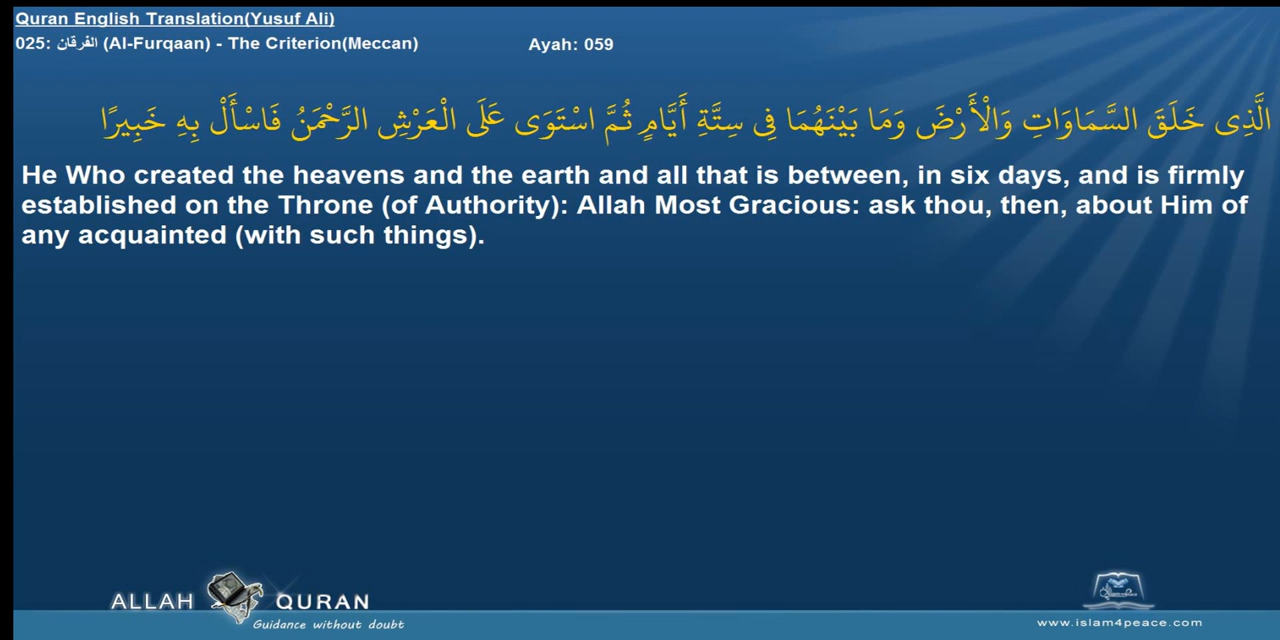 Quran English Translation(Yusuf Ali)
025: الفرقان (Al-Furqaan) - The Criterion(Meccan) Ayah: 059
الَّذِى خَلَقَ السَّمَاوَاتِ وَالْأَرْضَ وَمَا بَيْنَهُمَا فِى سِتَّةِ أَيَّامٍ ثُمَّ اسْتَوَى عَلَى الْعَرْشِ الرَّحْمَنُ فَاسْأَلْ بِهِ خَبِيرًا
He Who created the heavens and the earth and all that is between, in six days, and is firmly
established on the Throne (of Authority): Allah Most Gracious: ask thou, then, about Him of
any acquainted (with such things).
ALLAH QURAN
Guidance without doubt
www.islam4peace.com